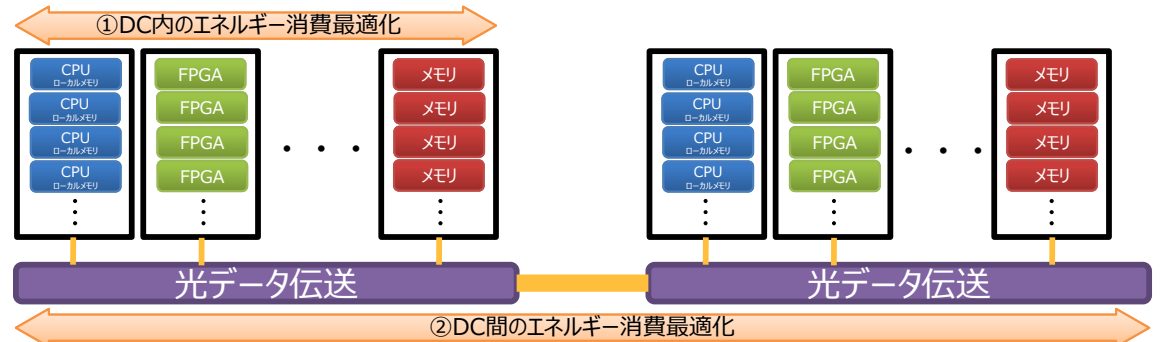 ①DC内のエネルギー消費最適化
CPU
ローカルメモリ
CPU
ローカルメモリ
CPU
ローカルメモリ
CPU
ローカルメモリ
FPGA
FPGA
FPGA
FPGA
メモリ
メモリ
メモリ
メモリ
CPU
ローカルメモリ
CPU
ローカルメモリ
CPU
ローカルメモリ
CPU
ローカルメモリ
FPGA
FPGA
FPGA
FPGA
メモリ
メモリ
メモリ
メモリ
光データ伝送
光データ伝送
②DC間のエネルギー消費最適化